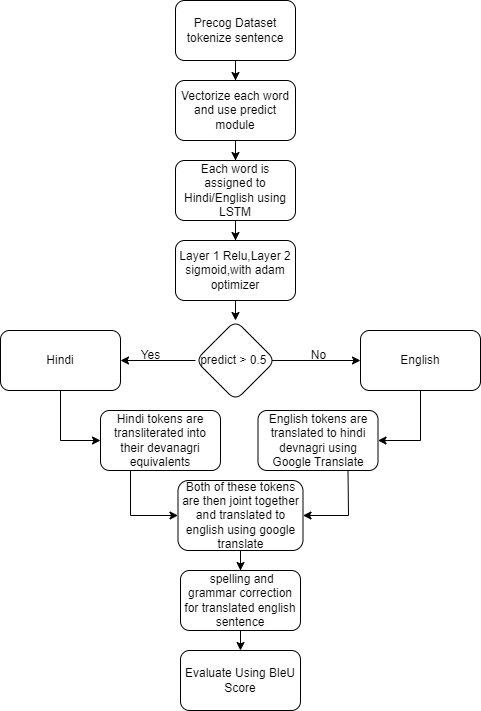 Precog Dataset
tokenize sentence
Vectorize each word
and use predict
module
Each word is
assigned to
Hindi/English using
LSTM
Layer 1 Relu,Layer 2
sigmoid,with adam
optimizer
predict > 0.5
Yes
No
Hindi
English
Hindi tokens are
transliterated into
their devanagri
equivalents
English tokens are
translated to hindi
devnagri using
Google Translate
Both of these tokens
are then joint together
and translated to
english using google
translate
spelling and
grammar correction
for translated english
sentence
Evaluate Using BleU
Score